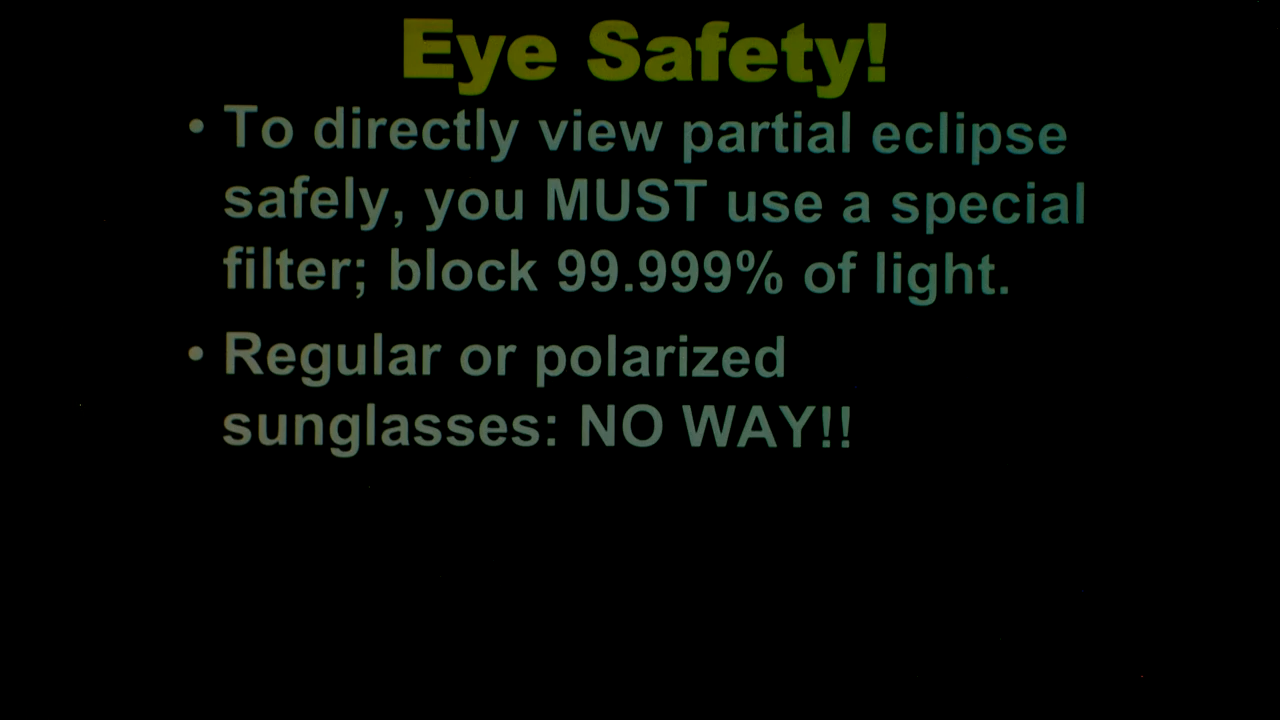 Eye Safety!
• To directly view partial eclipse
safely, you MUST use a special
filter; block 99.999% of light.
• Regular or polarized
sunglasses: NO WAY!!